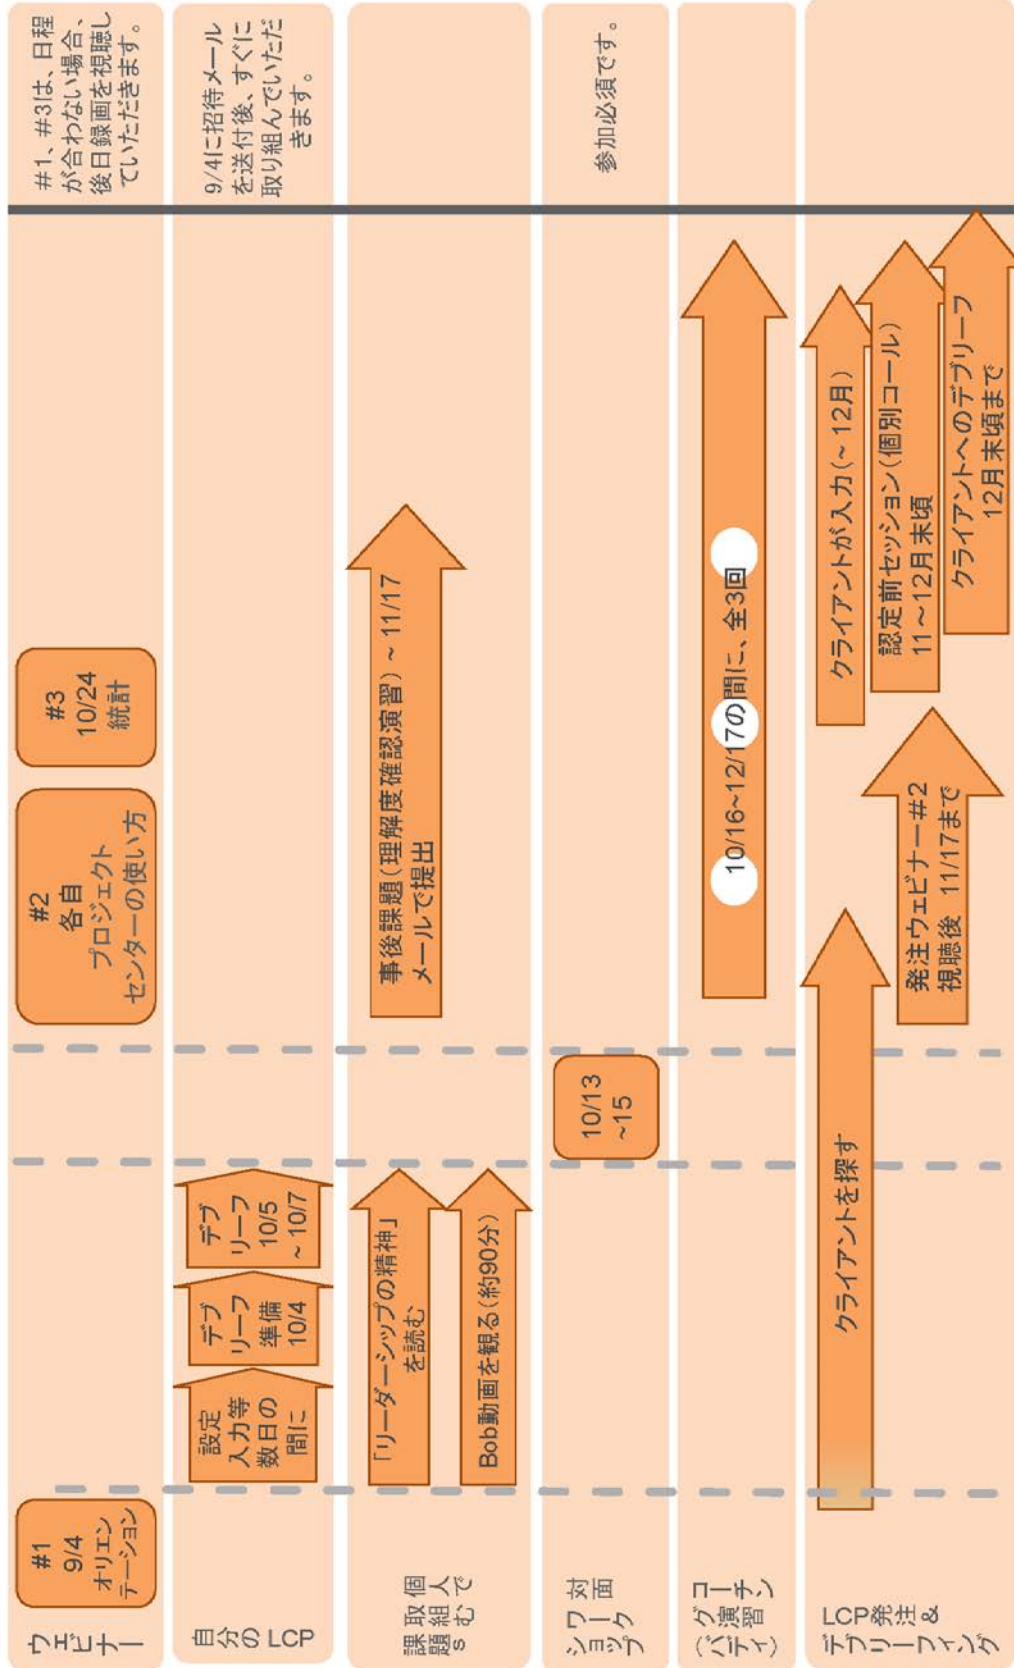 ウェビナー
#1
9/4
オリエン
テーション
#2
各自
プロジェクト
センターの使い方
#3
10/24
統計
#1、#3は、日程
が合わない場合、
後日録画を視聴し
ていただきます。
自分の LCP
設定
入力等
数日の
間に
デブ
リーフ
準備
10/4
デブ
リーフ
10/5
~ 10/7
9/4に招待メール
を送付後、すぐに
取り組んでいただ
きます。
個人で
取組む
課題s
「リーダーシップの精神」
を読む
Bob動画を観る(約90分)
事後課題(理解度確認演習) ~ 11/17
メールで提出
対面
ワーク
ショップ
10/13
~15
参加必須です。
コーチン
グ演習
(バディ)
10/16~12/17の間に、全3回
LCP発注 &
デブリーフィング
クライアントを探す
発注ウェビナー#2
視聴後 11/17まで
クライアントが入力(~ 12月)
認定前セッション(個別コール)
11~12月末頃
クライアントへのデブリーフ
12月末頃まで